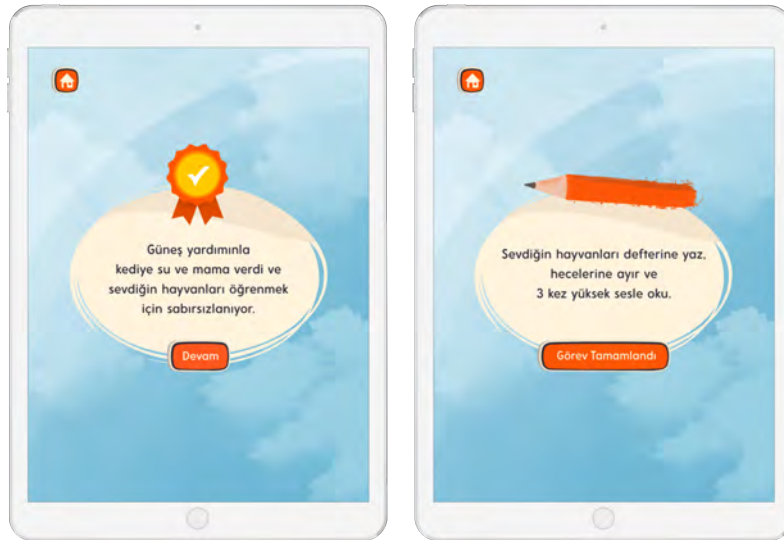 Güneş yardımınla
kediye su ve mama verdi ve
sevdiğin hayvanları öğrenmek
için sabırsızlanıyor.
Devam
Sevdiğin hayvanları defterine yaz,
hecelerine ayır ve
3 kez yüksek sesle oku.
Görev Tamamlandı